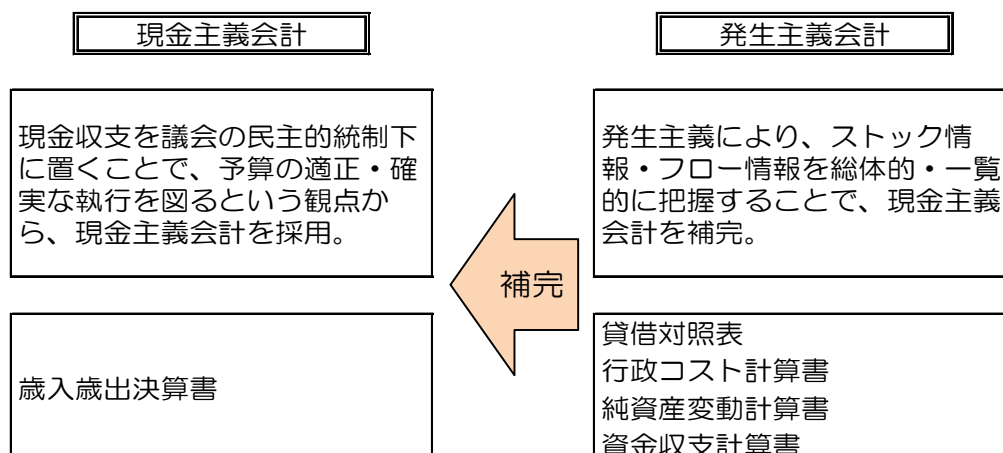 現金主義会計
発生主義会計
現金収支を議会の民主的統制下
に置くことで、予算の適正・確
実な執行を図るという観点か
ら、現金主義会計を採用。
補完
発生主義により、ストック情
報・フロー情報を総体的・一覧
的に把握することで、現金主義
会計を補完。
歳入歳出決算書
貸借対照表
行政コスト計算書
純資産変動計算書
資金収支計算書